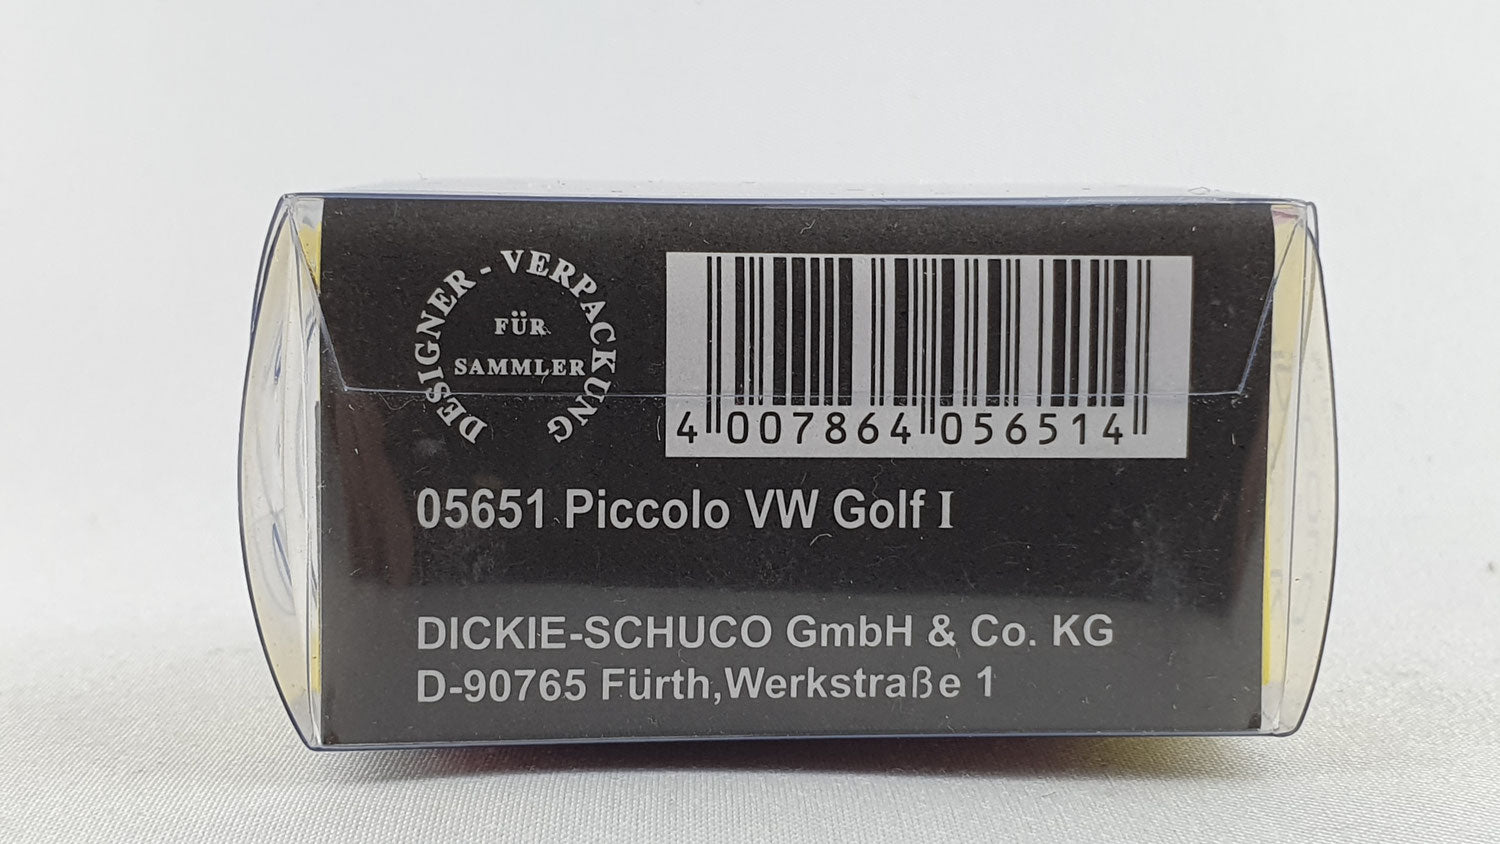 DESIGNER - VERPACKUNG
FÜR
SAMMLER
4 007864 056514
05651 Piccolo VW Golf I
DICKIE-SCHUCO GmbH & Co. KG
D-90765 Fürth,Werkstraße 1